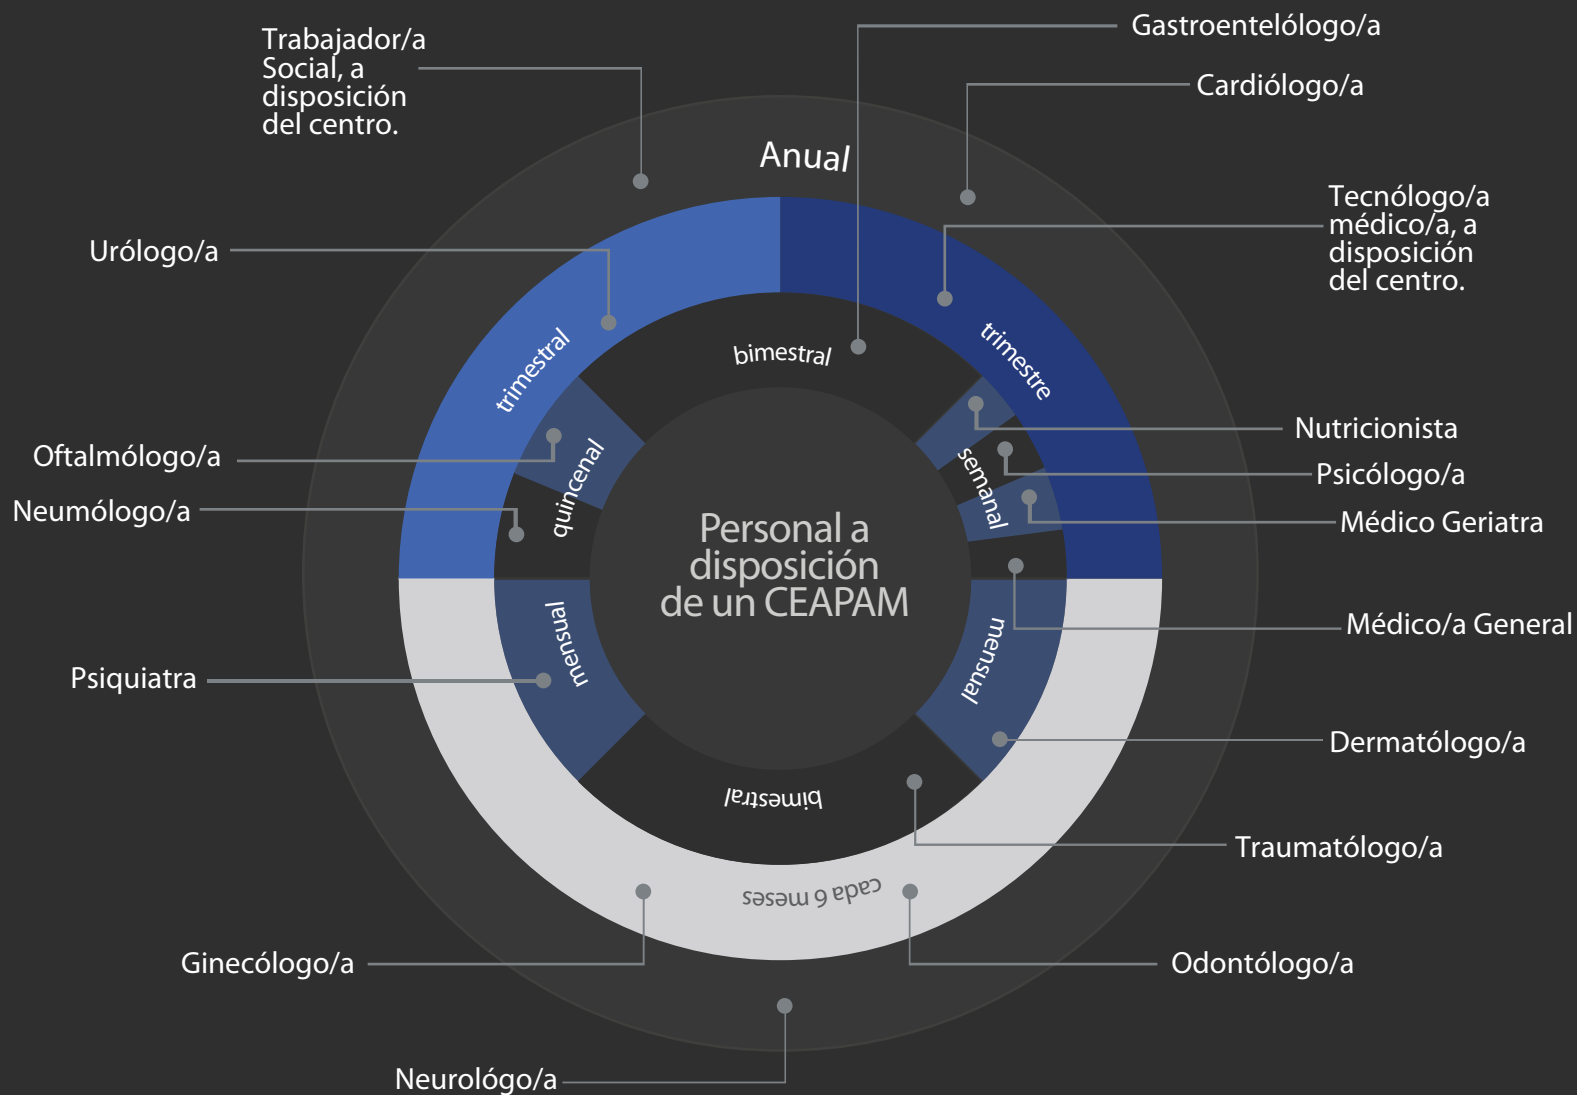 Gastroentelólogo/a
Trabajador/a
Social, a
disposición
del centro.
Cardiólogo/a
Anual
Tecnólogo/a
médico/a, a
disposición
del centro.
Urólogo/a
trimestral
bimestral
trimestre
Nutricionista
Oftalmólogo/a
quincenal
semanal
Psicólogo/a
Neumólogo/a
Médico Geriatra
Personal a
disposición
de un CEAPAM
Médico/a General
mensual
mensual
Psiquiatra
Dermatólogo/a
bimestral
Traumatólogo/a
cada 6 meses
Ginecólogo/a
Odontólogo/a
Neurológo/a